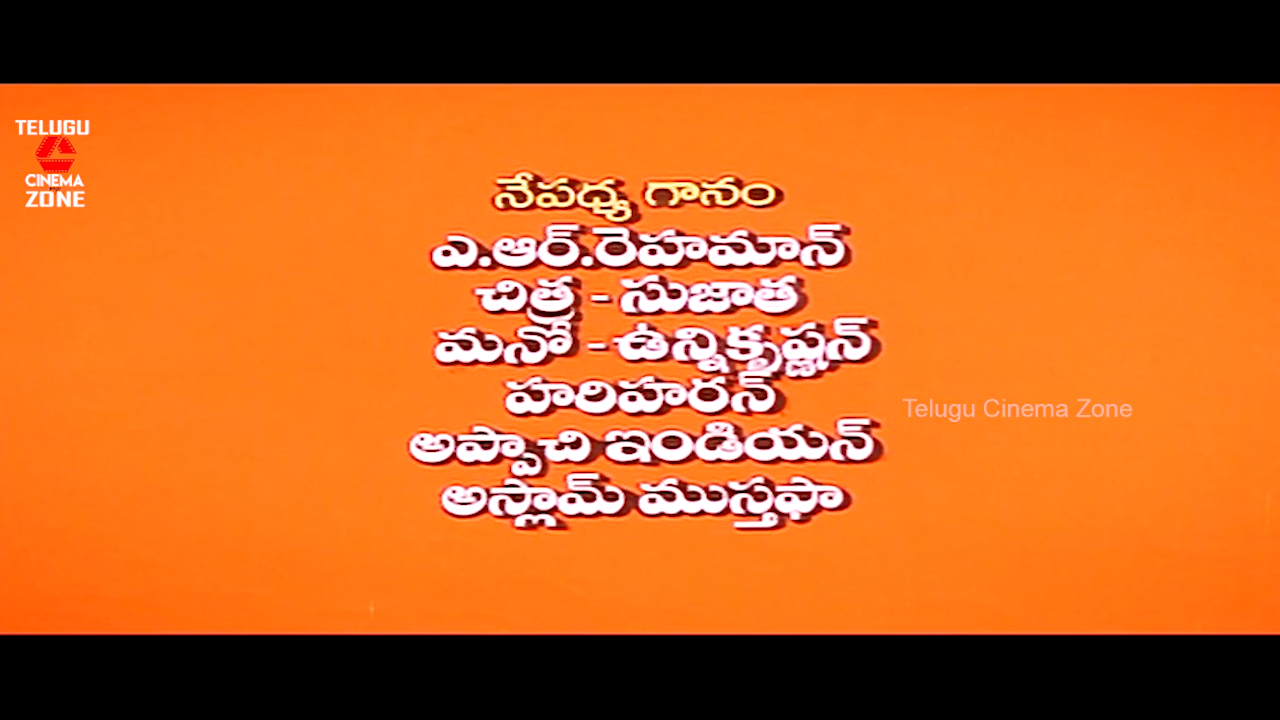 TELUGU
CINEMA
ZONE
నేపధ్య గానం
ఎ.ఆర్.రెహమాన్
చిత్ర - సుజాత
మనో - ఉన్నికృష్ణన్
హరిహరన్
Telugu Cinema Zone
అప్పాచి ఇండియన్
అస్లామ్ ముస్తఫా